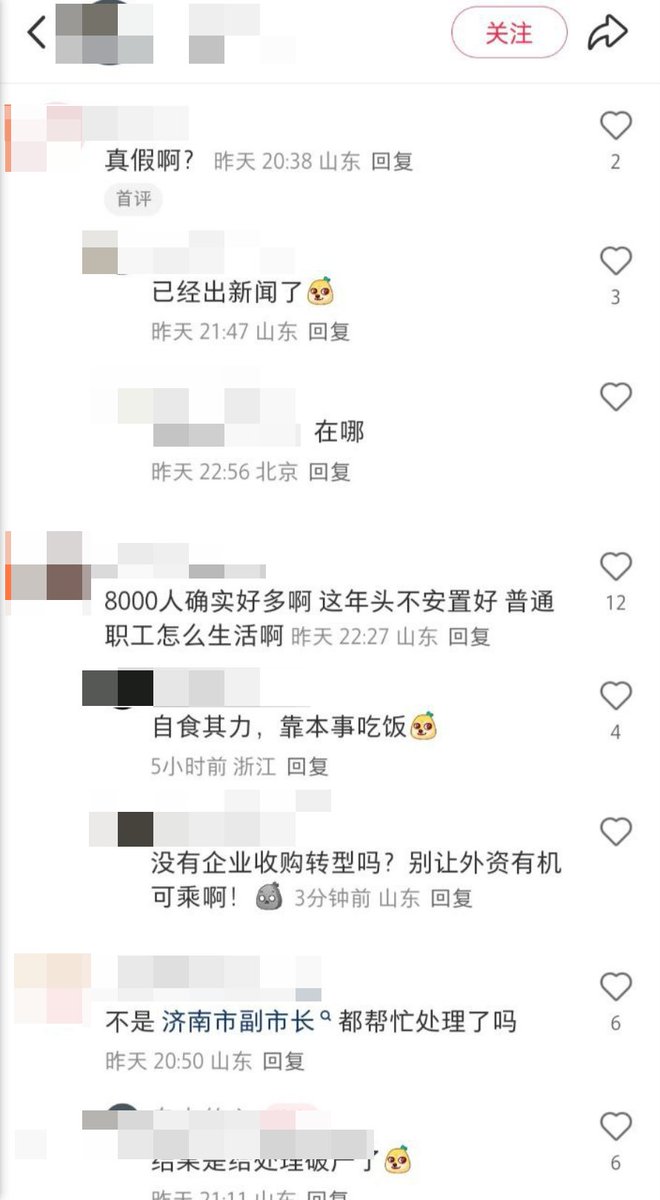 关注
真假啊? 昨天 20:38 山东 回复
2
首评
已经出新闻了
3
昨天 21:47 山东 回复
在哪
昨天 22:56 北京 回复
8000人确实好多啊 这年头不安置好 普通
12
职工怎么生活啊 昨天 22:27 山东 回复
自食其力，靠本事吃饭
4
5小时前 浙江 回复
没有企业收购转型吗？别让外资有机
可乘啊！ 3分钟前 山东 回复
不是 济南市副市长 都帮忙处理了吗
6
昨天 20:50 山东 回复
结果是给处理破产了
6
昨天 21:11 山东 回复